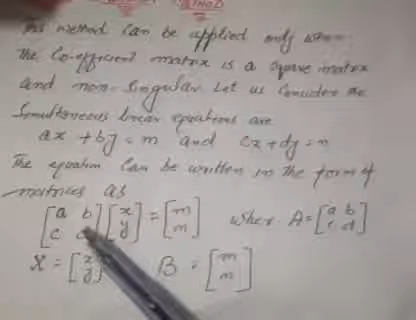 METHOD
This method can be applied only when
the Co-efficient matrix is a square matrix
and non-Singular Let us Consider the
Simultaneous linear equations are
ax + by = m and cx + dy = n
The equation Can be written in the form of
matrices as
[a b] [x] = [m] wher A = [a b]
[c ] [y] [n] [c d]
X = [x] B = [m]
[y] [n]